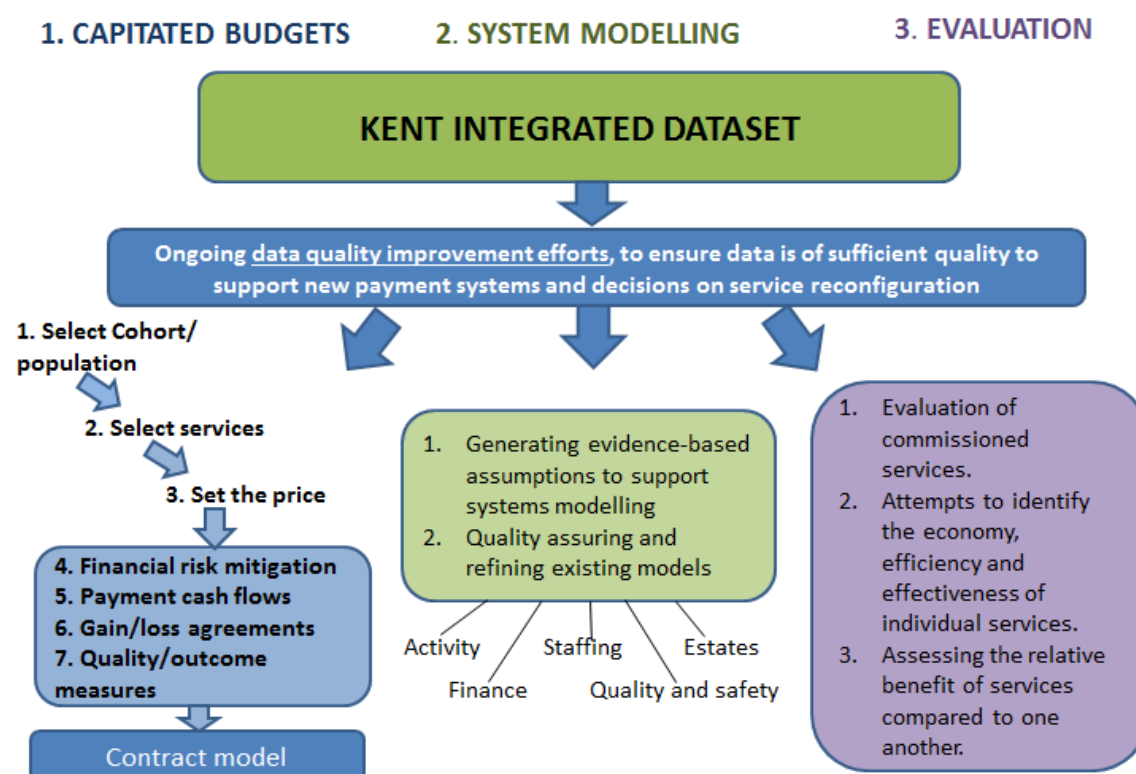 1. CAPITATED BUDGETS
2. SYSTEM MODELLING
3. EVALUATION
KENT INTEGRATED DATASET
Ongoing data quality improvement efforts, to ensure data is of sufficient quality to
support new payment systems and decisions on service reconfiguration
1. Select Cohort/
population
2. Select services
3. Set the price
4. Financial risk mitigation
5. Payment cash flows
6. Gain/loss agreements
7. Quality/outcome
measures
Contract model
1. Generating evidence-based
assumptions to support
systems modelling
2. Quality assuring and
refining existing models
Activity
Finance
Staffing
Quality and safety
Estates
1. Evaluation of
commissioned
services.
2. Attempts to identify
the economy,
efficiency and
effectiveness of
individual services.
3. Assessing the relative
benefit of services
compared to one
another.